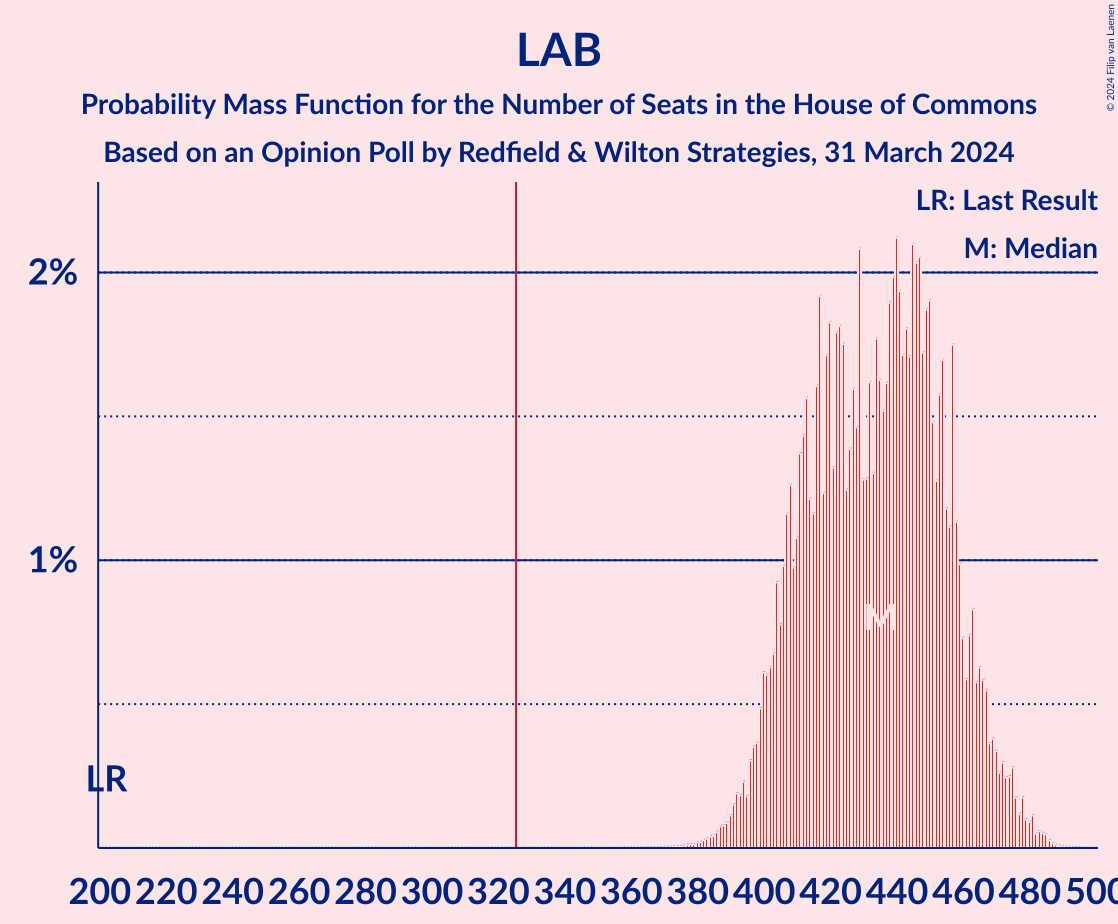 LAB
Probability Mass Function for the Number of Seats in the House of Commons
Based on an Opinion Poll by Redfield & Wilton Strategies, 31 March 2024
© 2024 Filip van Laenen
LR: Last Result
M: Median
2%
1%
M
LR
200 220 240 260 280 300 320 340 360 380 400 420 440 460 480 500